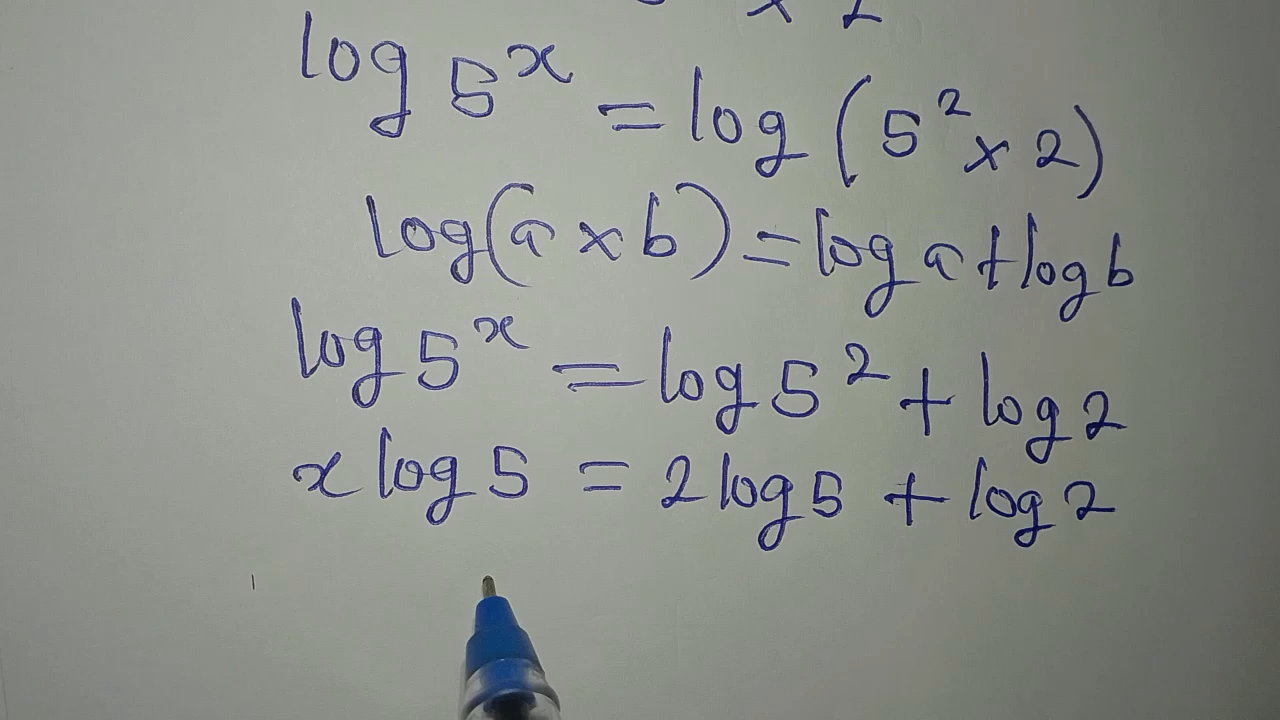 x 2
log 5^x = log (5^2 x 2)
log(a x b) = log a + log b
log 5^x = log 5^2 + log 2
x log 5 = 2 log 5 + log 2